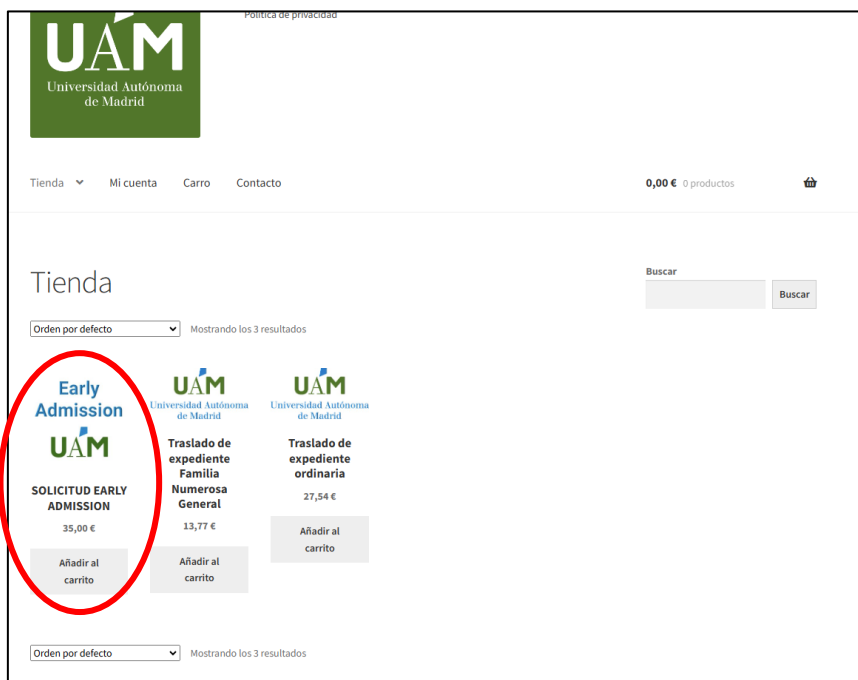 Política de privacidad
UAM
Universidad Autónoma
de Madrid
Tienda
Mi cuenta
Carro
Contacto
0,00 € 0 productos
Tienda
Buscar
Buscar
Orden por defecto
Mostrando los 3 resultados
Early
Admission
UAM
SOLICITUD EARLY
ADMISSION
35,00 €
Añadir al
carrito
UAM
Universidad Autónoma
de Madrid
Traslado de
expediente
Familia
Numerosa
General
13,77 €
Añadir al
carrito
UAM
Universidad Autónoma
de Madrid
Traslado de
expediente
ordinaria
27,54 €
Añadir al
carrito
Orden por defecto
Mostrando los 3 resultados